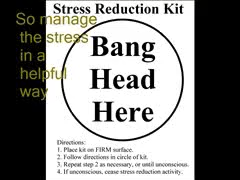 Stress Reduction Kit
So manage
the stress
in a
helpful
way
Bang
Head
Here
Directions:
1. Place kit on FIRM surface.
2. Follow directions in circle of kit.
3. Repeat step 2 as necessary, or until unconscious.
4. If unconscious, cease stress reduction activity.